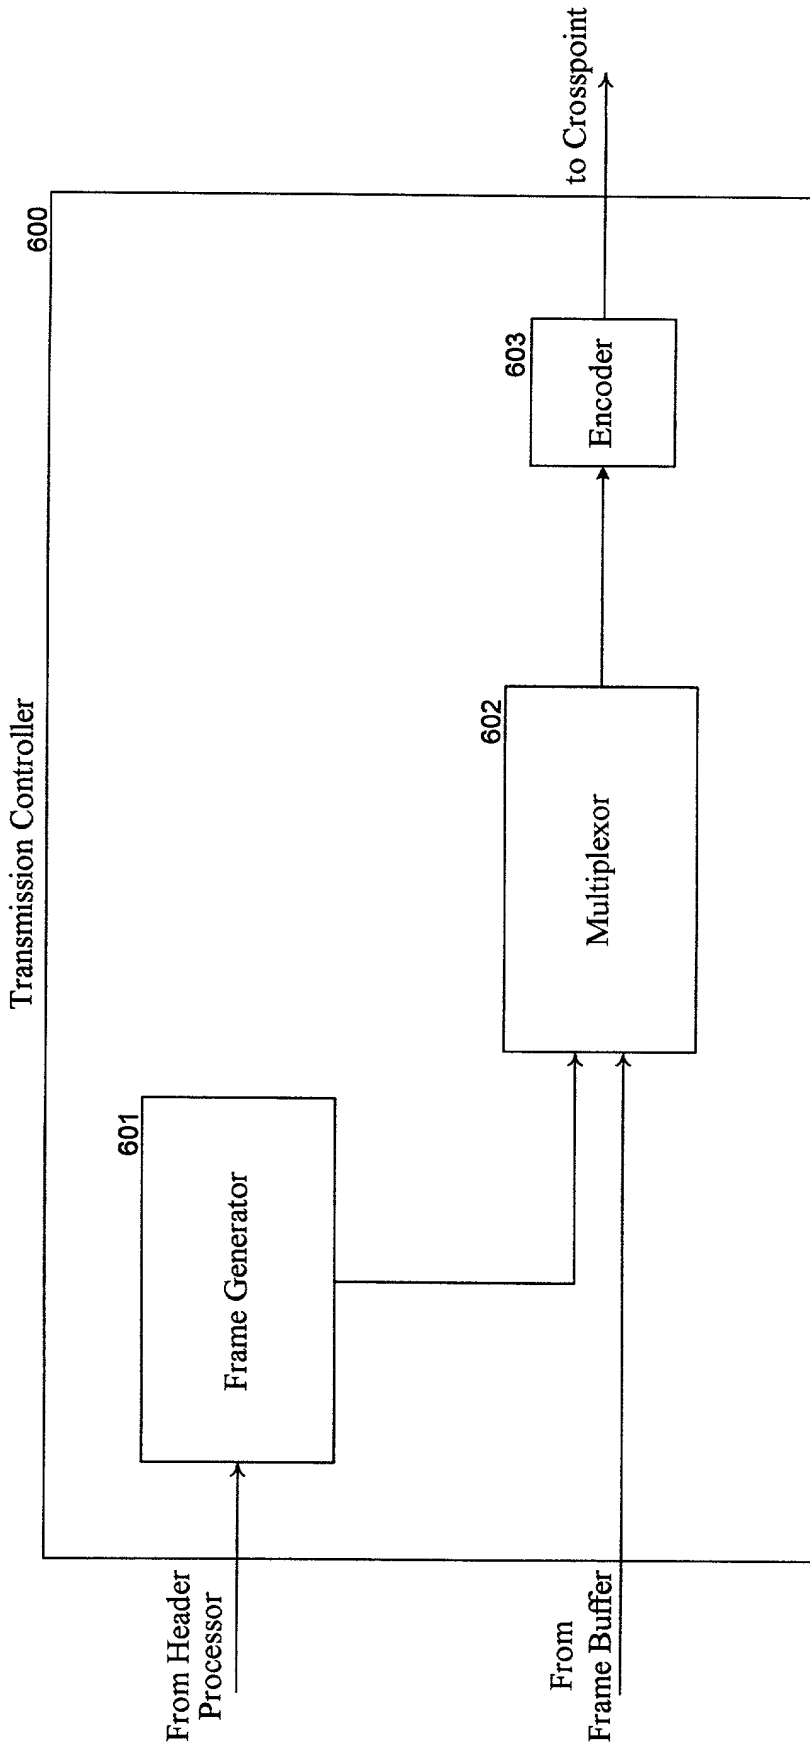 Transmission Controller
600
From Header
Processor
601
Frame Generator
602
Multiplexor
603
Encoder
to Crosspoint
From
Frame Buffer